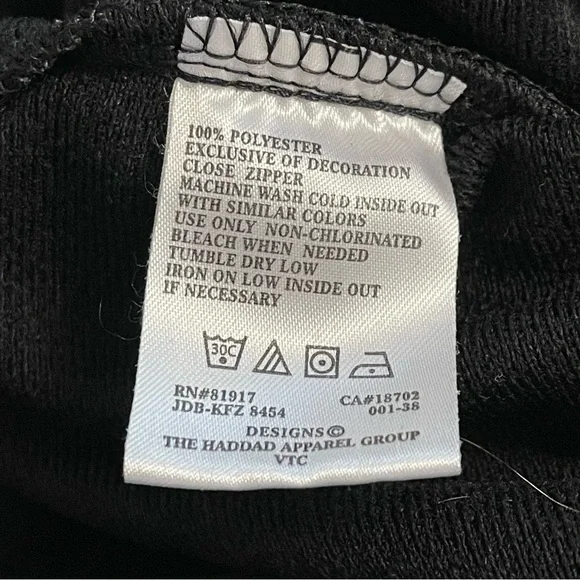 100% POLYESTER
EXCLUSIVE OF DECORATION
CLOSE ZIPPER
MACHINE WASH COLD INSIDE OUT
WITH SIMILAR COLORS
USE ONLY NON-CHLORINATED
BLEACH WHEN NEEDED
TUMBLE DRY LOW
IRON ON LOW INSIDE OUT
IF NECESSARY
30C
RN#81917 CA#18702
JDB-KFZ 8454 001-38
DESIGNS©
THE HADDAD APPAREL GROUP
VTC